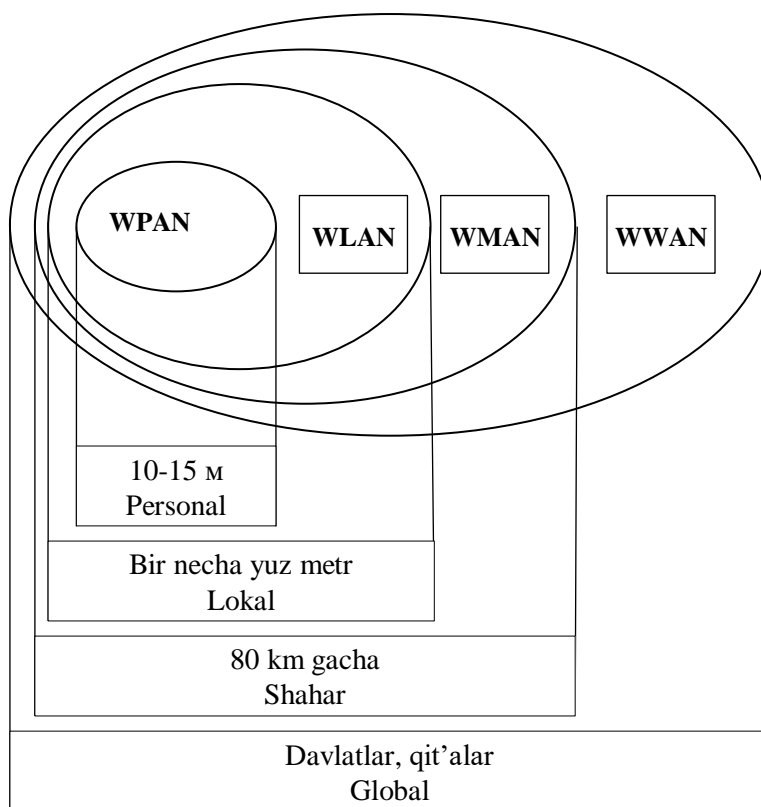 WPAN
WLAN
WMAN
WWAN
10-15 м
Personal
Bir necha yuz metr
Lokal
80 km gacha
Shahar
Davlatlar, qit’alar
Global